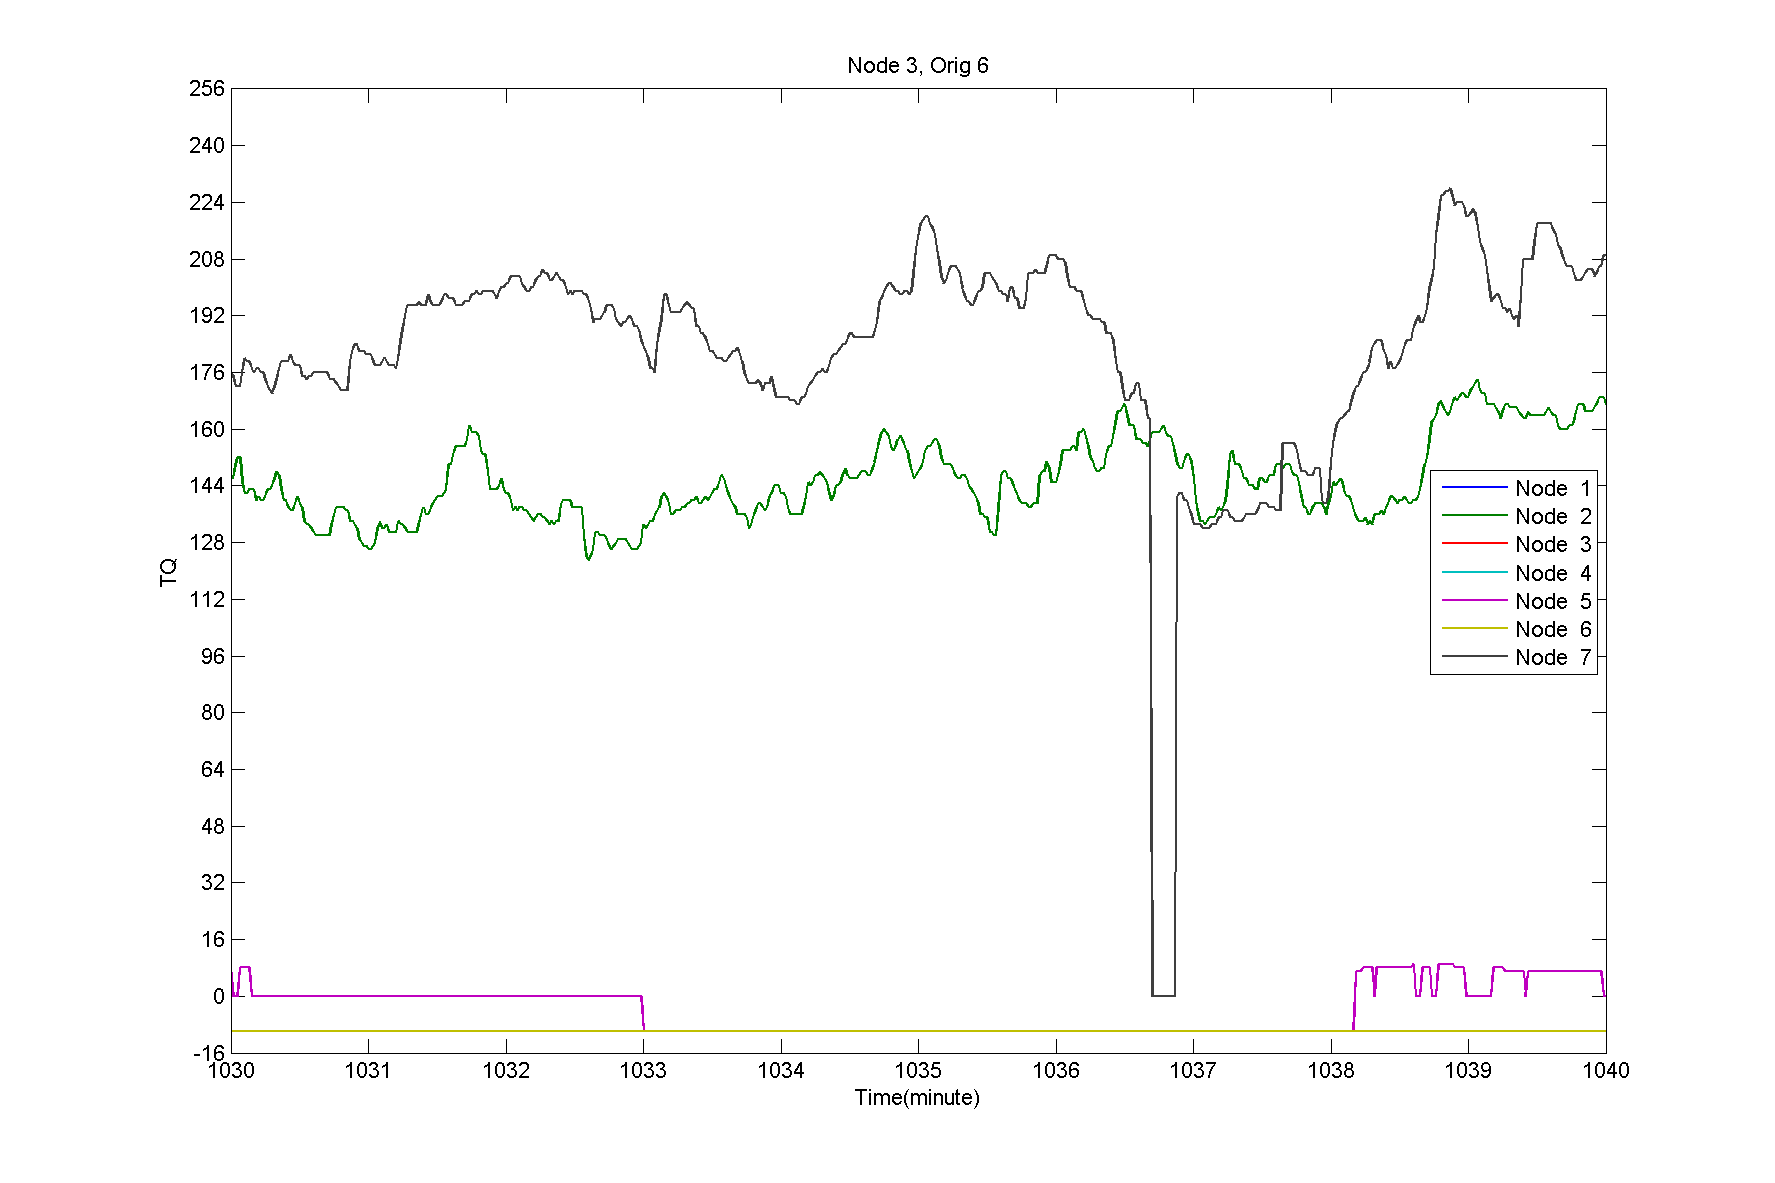 Node 3, Orig 6
256
240
224
208
192
176
160
144
128
112
96
80
64
48
32
16
0
-16
TQ
Node 1
Node 2
Node 3
Node 4
Node 5
Node 6
Node 7
1030 1031 1032 1033 1034 1035 1036 1037 1038 1039 1040
Time(minute)